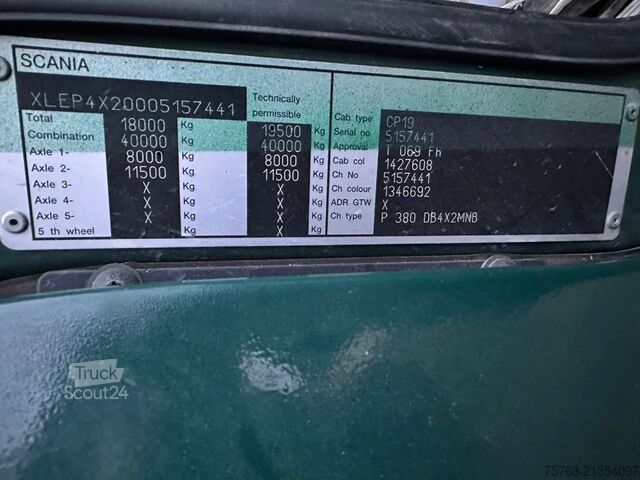 SCANIA
XLEP4X20005157441
Technically
permissible
Total 18000 Kg 19500 Kg
Combination 40000 Kg 40000 Kg
Axle 1- 8000 Kg 8000 Kg
Axle 2- 11500 Kg 11500 Kg
Axle 3- X Kg X Kg
Axle 4- X Kg X Kg
Axle 5- X Kg X Kg
5 th wheel Kg Kg
Cab type CP19
Serial no 5157441
Approval T 069 Fh
Cab col 1427608
Ch No 5157441
Ch colour 1346692
ADR GTW X
Ch type P 380 DB4X2MNB
Truck
Scout24
75763-21354097